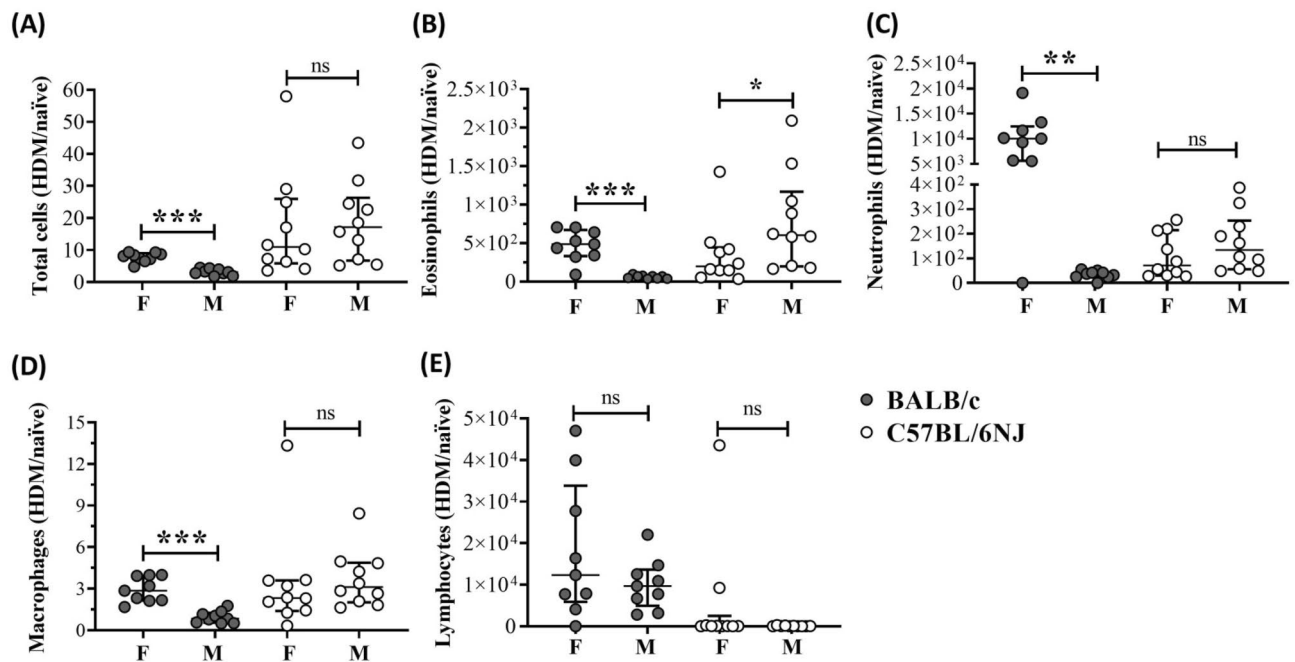 (A)
Total cells (HDM/naïve)
60
50
40
30
20
10
0
***
ns
F
M
F
M
(B)
Eosinophils (HDM/naïve)
2.5×10³
2×10³
1.5×10³
1×10³
5×10²
0
***
*
F
M
F
M
(C)
Neutrophils (HDM/naïve)
2.5×10⁴
2×10⁴
1.5×10⁴
1×10⁴
5×10³
4×10²
3×10²
2×10²
1×10²
0
**
ns
F
M
F
M
(D)
Macrophages (HDM/naïve)
15
12
9
6
3
0
***
ns
F
M
F
M
(E)
Lymphocytes (HDM/naïve)
5×10⁴
4×10⁴
3×10⁴
2×10⁴
1×10⁴
0
ns
ns
F
M
F
M
BALB/c
C57BL/6NJ